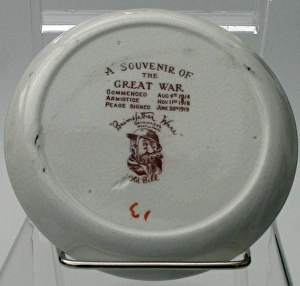 A SOUVENIR OF
THE
GREAT WAR.
COMMENCED AUG 4TH 1914
ARMISTICE NOV 11TH 1918
PEACE SIGNED JUNE 28TH 1919
Bairnsfather Ware
Old Bill